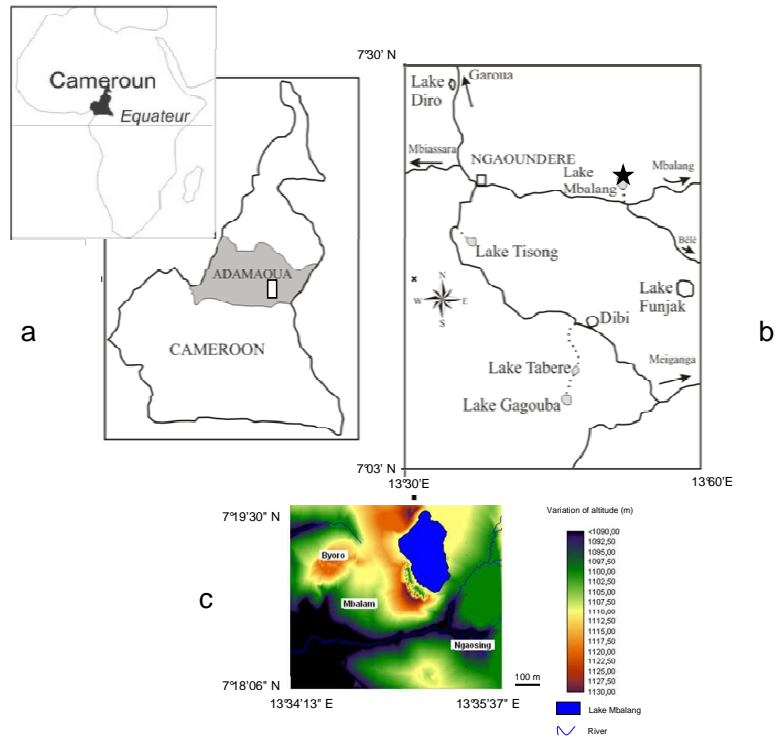 Cameroun
Equateur
ADAMAOUA
CAMEROON
a
7°30' N
Lake
Diro
Garoua
Mbiassara
NGAOUNDERE
Lake
Mbalang
Mbalang
Lake Tisong
Bélé
Lake
Funjak
N
W
E
S
Dibi
Lake Tabere
Meiganga
Lake Gagouba
b
7°03' N
13°30'E
13°60'E
7°19'30" N
Byoro
Mbalam
Ngaosing
c
7°18'06" N
13°34'13" E
13°35'37" E
100 m
Variation of altitude (m)
<1090,00
1092,50
1095,00
1097,50
1100,00
1102,50
1105,00
1107,50
1110,00
1112,50
1115,00
1117,50
1120,00
1122,50
1125,00
1127,50
1130,00
Lake Mbalang
River